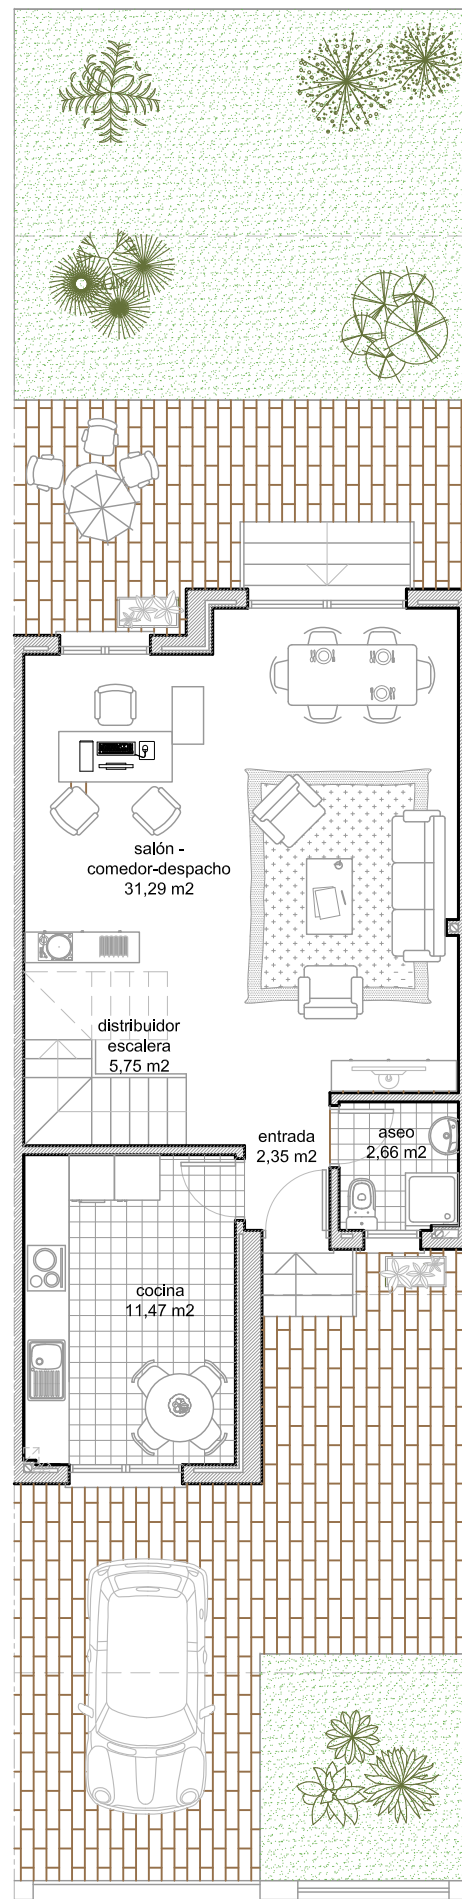 salón -
comedor-despacho
31,29 m2
distribuidor
escalera
5,75 m2
entrada
2,35 m2
aseo
2,66 m2
cocina
11,47 m2